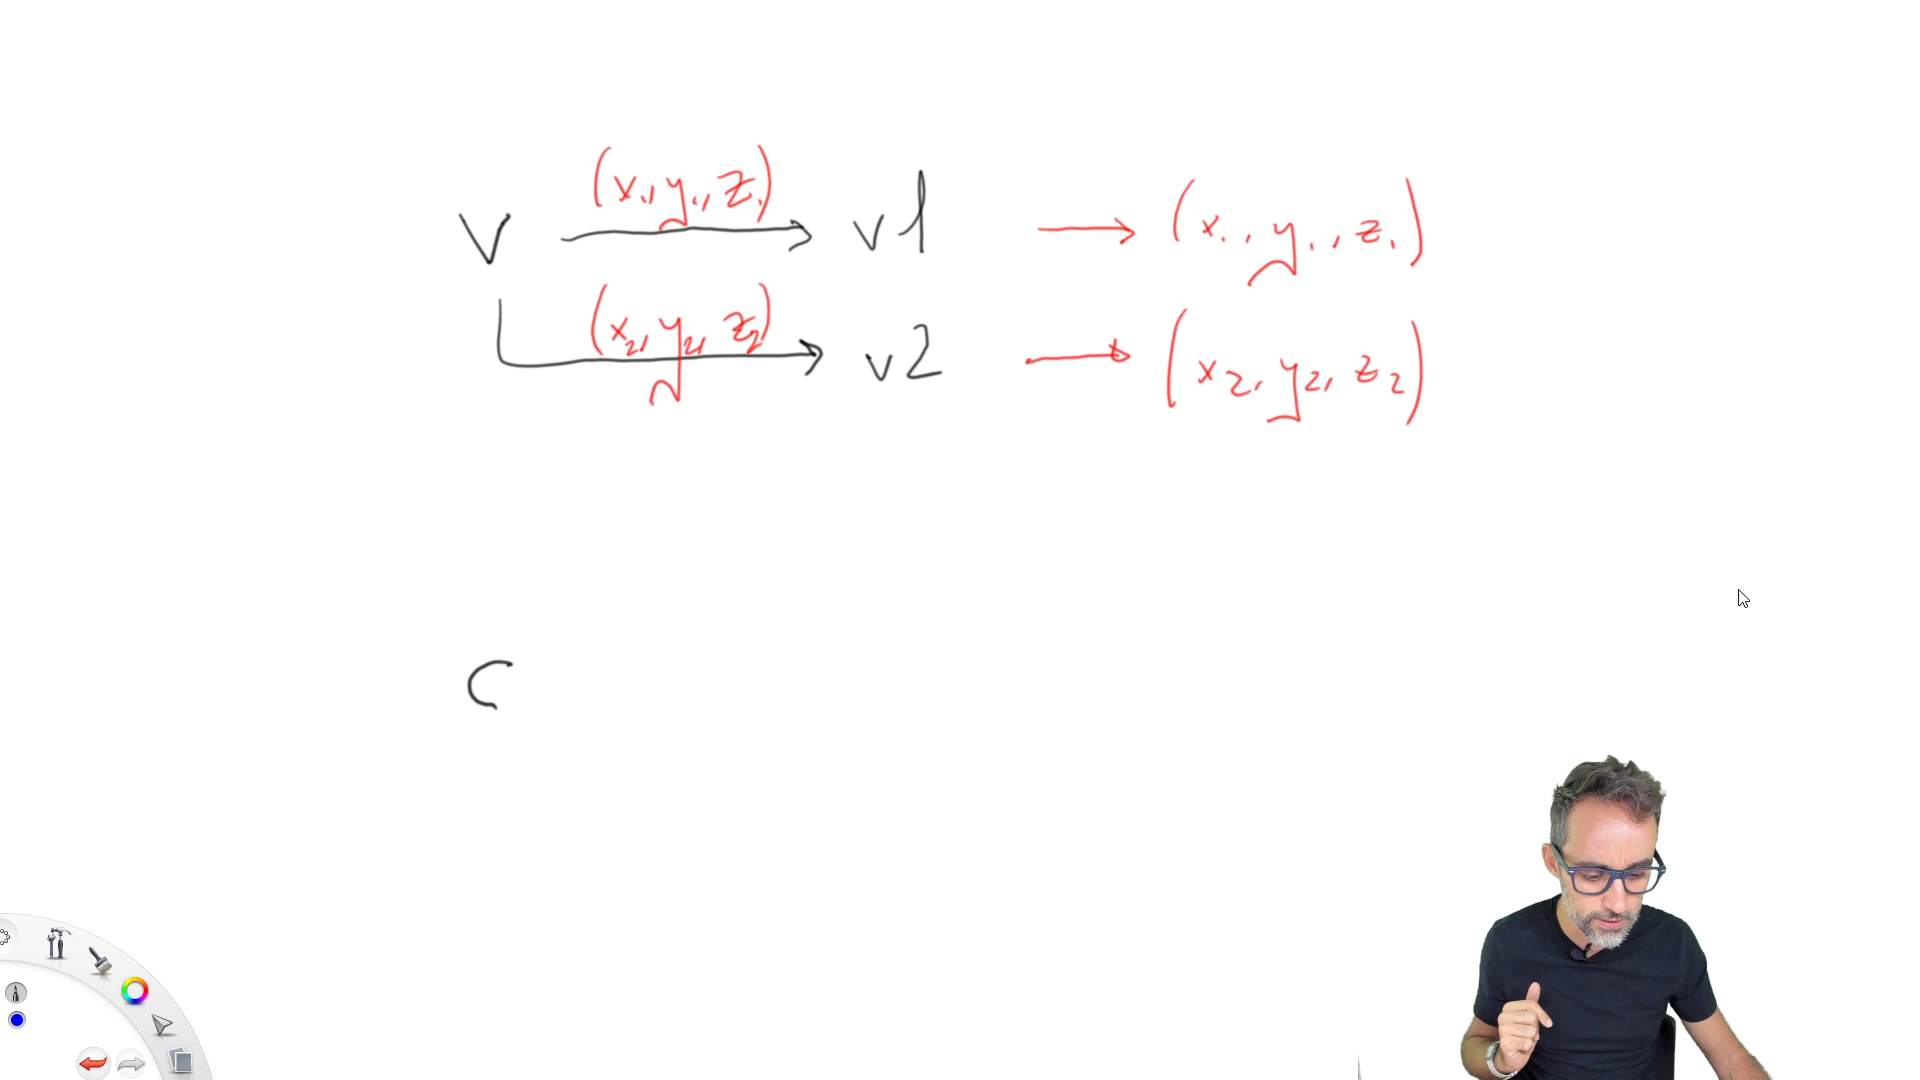 (x1, y1, z1)
v → v1 → (x1, y1, z1)
(x2, y2, z2)
→ v2 → (x2, y2, z2)
C